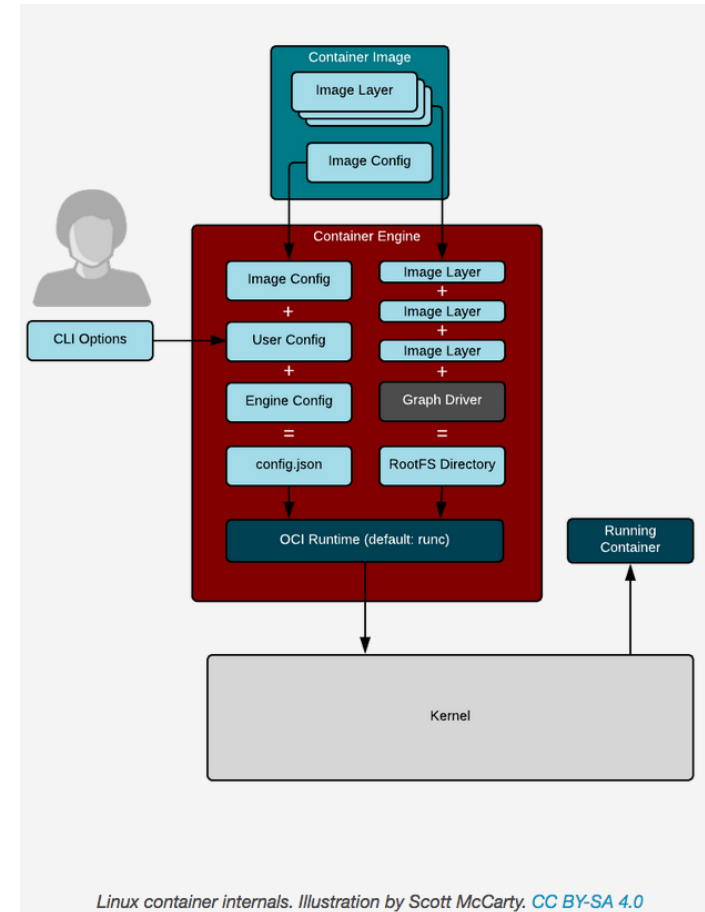 Container Image
Image Layer
Image Config
Container Engine
Image Config
+
User Config
+
Engine Config
=
config.json
Image Layer
+
Image Layer
+
Image Layer
+
Graph Driver
=
RootFS Directory
CLI Options
OCI Runtime (default: runc)
Running
Container
Kernel
Linux container internals. Illustration by Scott McCarty. CC BY-SA 4.0